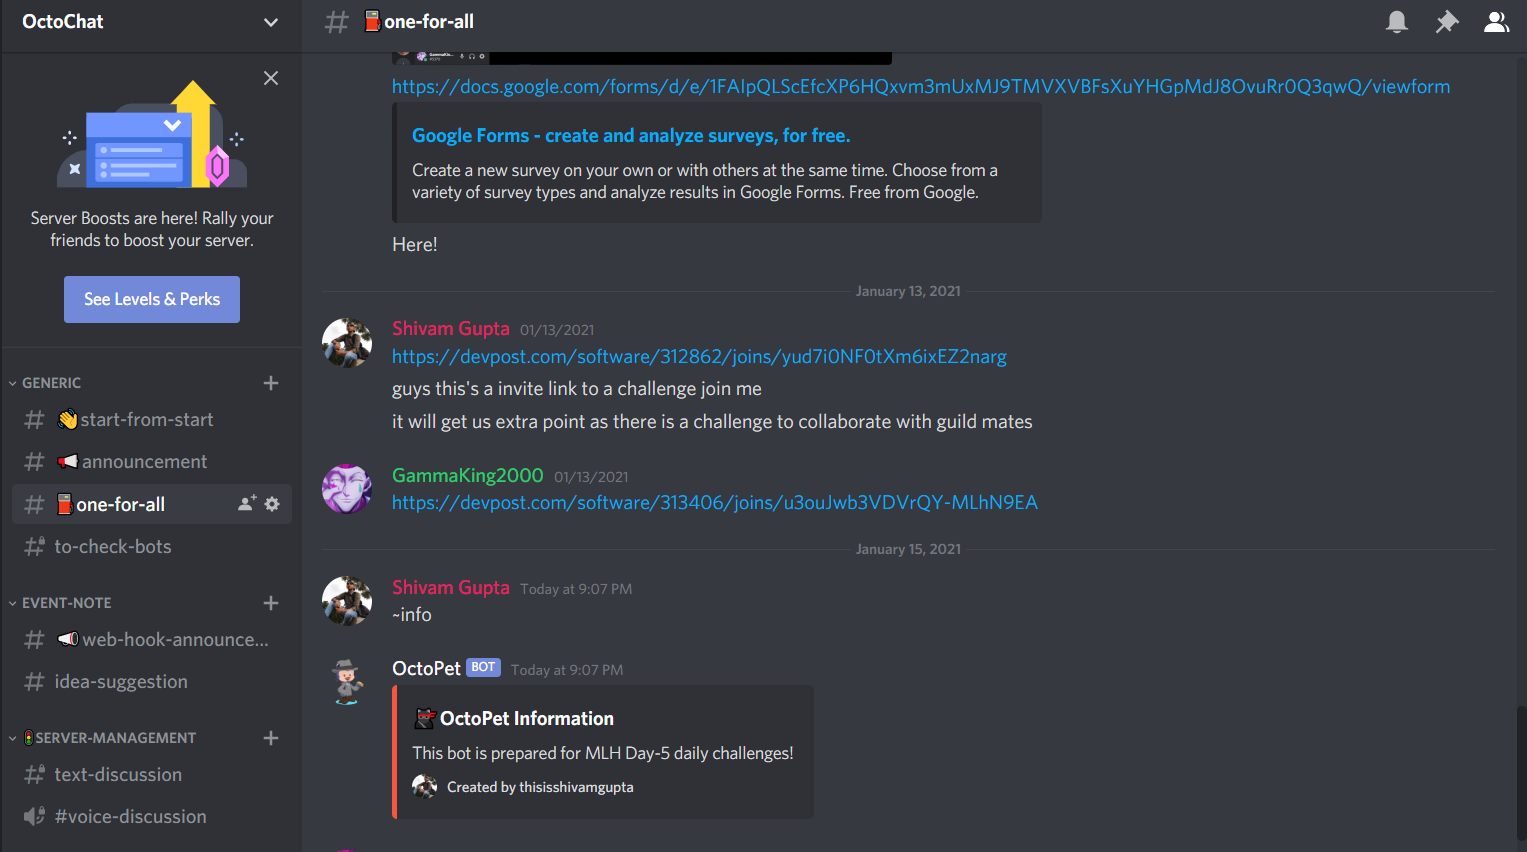 OctoChat
Server Boosts are here! Rally your
friends to boost your server.
See Levels & Perks
GENERIC
start-from-start
announcement
one-for-all
to-check-bots
EVENT-NOTE
web-hook-announce...
idea-suggestion
SERVER-MANAGEMENT
text-discussion
#voice-discussion
one-for-all
https://docs.google.com/forms/d/e/1FAIpQLScEfcXP6HQxvm3mUxMJ9TMVXVBFsXuYHGpMdJ8OvuRr0Q3qwQ/viewform
Google Forms - create and analyze surveys, for free.
Create a new survey on your own or with others at the same time. Choose from a
variety of survey types and analyze results in Google Forms. Free from Google.
Here!
January 13, 2021
Shivam Gupta 01/13/2021
https://devpost.com/software/312862/joins/yud7i0NF0tXm6ixEZ2narg
guys this's a invite link to a challenge join me
it will get us extra point as there is a challenge to collaborate with guild mates
GammaKing2000 01/13/2021
https://devpost.com/software/313406/joins/u3ouJwb3VDVrQY-MLhN9EA
January 15, 2021
Shivam Gupta Today at 9:07 PM
~info
OctoPet BOT Today at 9:07 PM
OctoPet Information
This bot is prepared for MLH Day-5 daily challenges!
Created by thisisshivamgupta